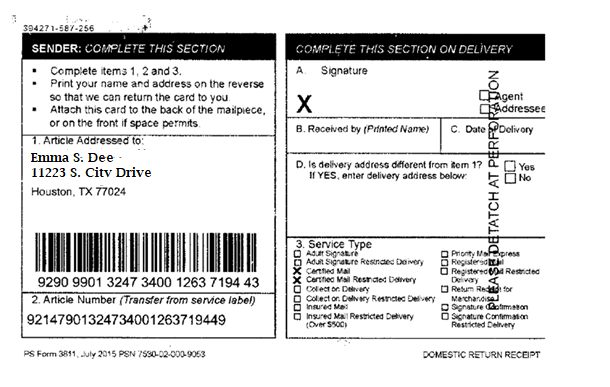 394271-587-256
SENDER: COMPLETE THIS SECTION
Complete items 1, 2 and 3.
Print your name and address on the reverse
so that we can return the card to you.
Attach this card to the back of the mailpiece,
or on the front if space permits.
1. Article Addressed to:
Emma S. Dee
11223 S. City Drive
Houston, TX 77024
9290 9901 3247 3400 1263 7194 43
2. Article Number (Transfer from service label)
92147901324734001263719449
PS Form 3811, July 2015 PSN 7530-02-000-9053
COMPLETE THIS SECTION ON DELIVERY
A. Signature
X
Agent
Addressee
B. Received by (Printed Name)
C. Date of Delivery
D. Is delivery address different from item 1?
If YES, enter delivery address below:
Yes
No
3. Service Type
Adult Signature
Adult Signature Restricted Delivery
X Certified Mail
X Certified Mail Restricted Delivery
Collect on Delivery
Collect on Delivery Restricted Delivery
Insured Mail
Insured Mail Restricted Delivery
(Over $500)
Priority Mail Express
Registered Mail
Registered Mail Restricted
Delivery
Return Receipt for
Merchandise
Signature Confirmation
Signature Confirmation
Restricted Delivery
PLEASE DETATCH AT PERFORATION
DOMESTIC RETURN RECEIPT